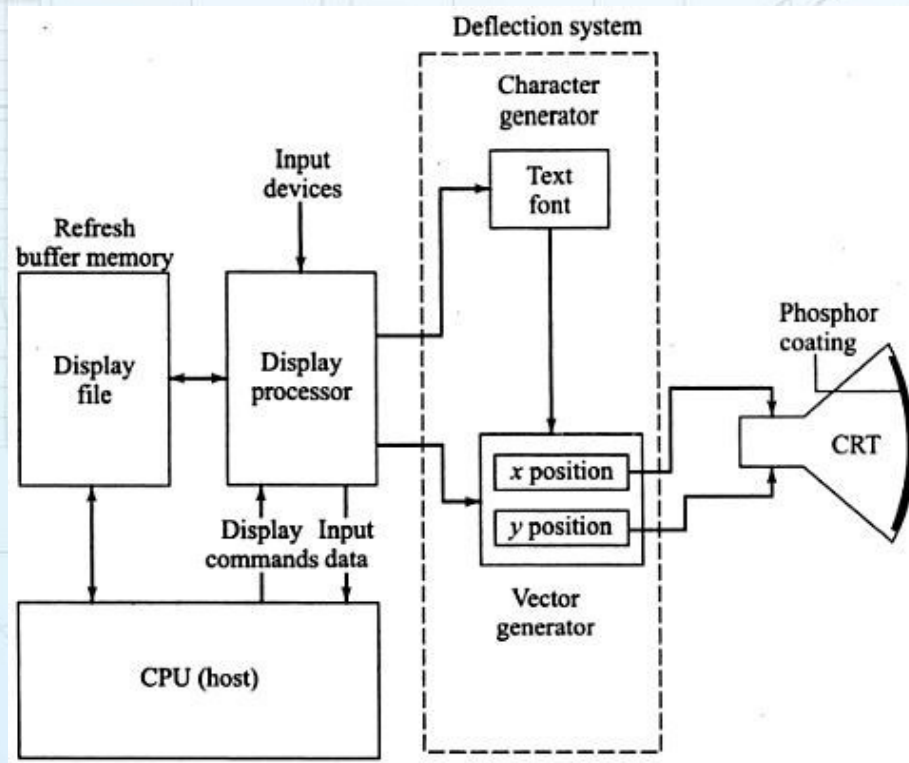 Deflection system
Character
generator
Input
devices
Text
font
Refresh
buffer memory
Display
file
Display
processor
Phosphor
coating
CRT
x position
y position
Display
commands
Input
data
Vector
generator
CPU (host)